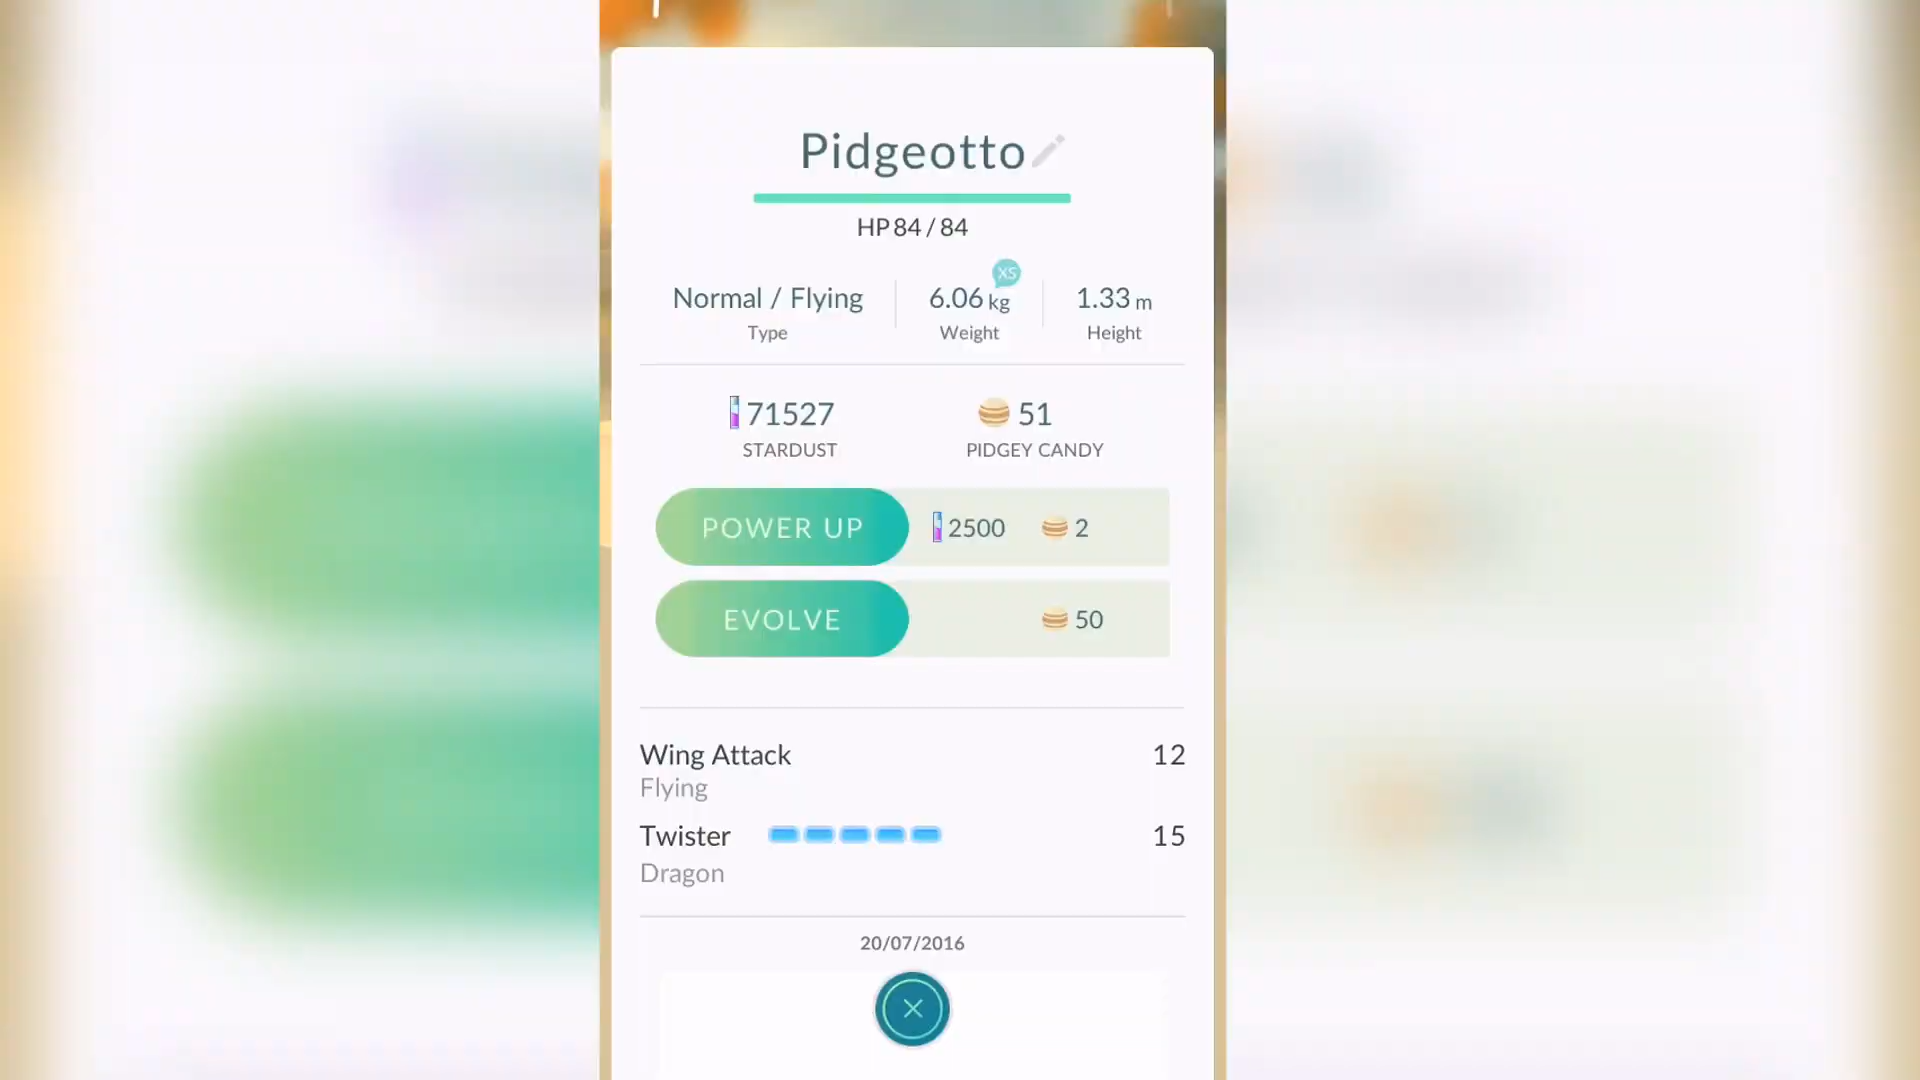 Pidgeotto
HP 84 / 84
XS
Normal / Flying 6.06 kg 1.33 m
Type Weight Height
71527 51
STARDUST PIDGEY CANDY
POWER UP 2500 2
EVOLVE 50
Wing Attack 12
Flying
Twister 15
Dragon
20/07/2016